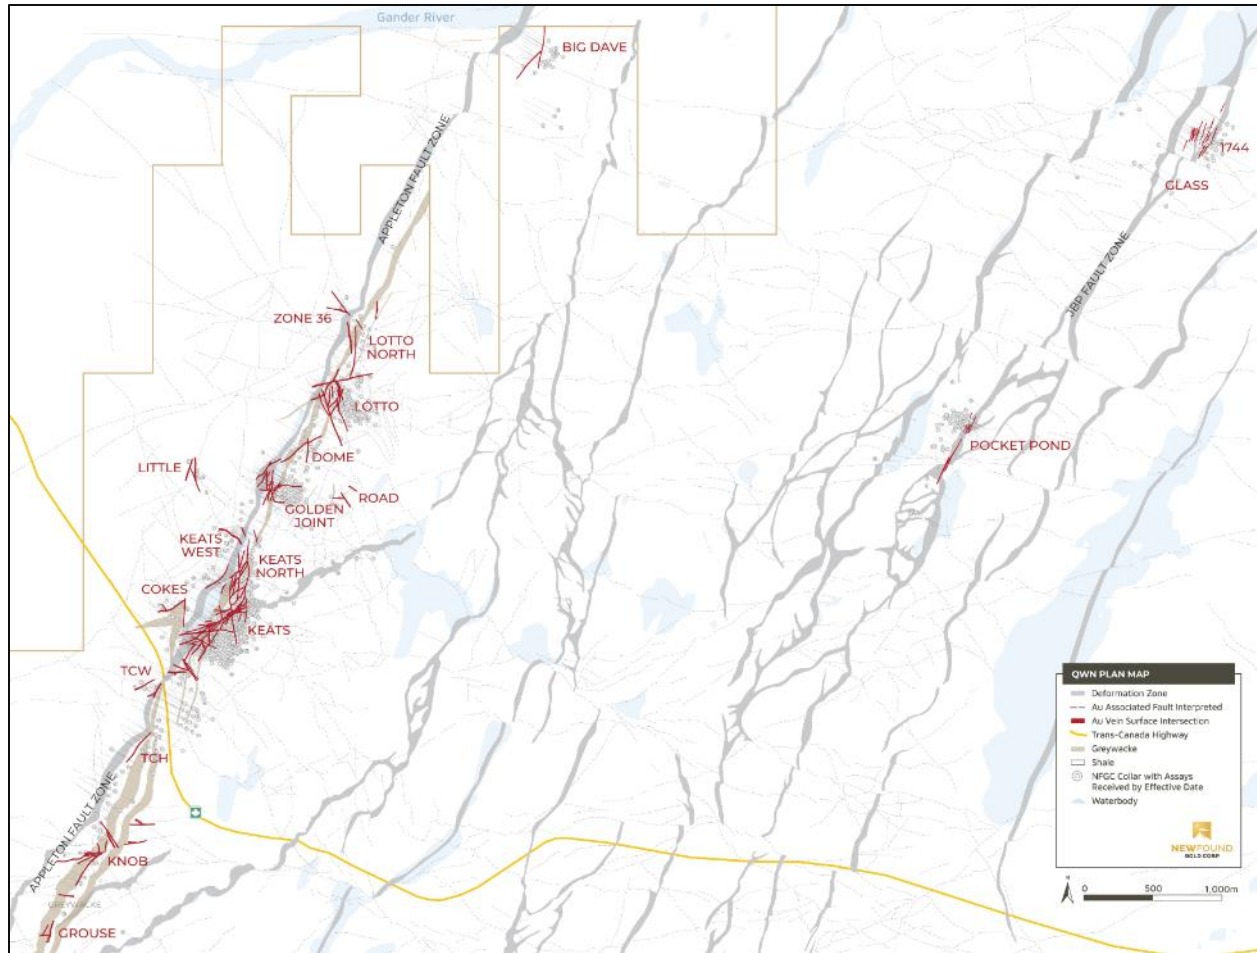 Gander River
BIG DAVE
APPLETON FAULT ZONE
1744
GLASS
JBP FAULT ZONE
ZONE 36
LOTTO
NORTH
LOTTO
DOME
LITTLE
ROAD
GOLDEN
JOINT
POCKET POND
KEATS
WEST
KEATS
NORTH
COKES
KEATS
TCW
TCH
APPLETON FAULT ZONE
KNOB
GREYWACKE
GROUSE
QWN PLAN MAP
Deformation Zone
Au Associated Fault Interpreted
Au Vein Surface Intersection
Trans-Canada Highway
Greywacke
Shale
NFGC Collar with Assays
Received by Effective Date
Waterbody
NEWFOUND
GOLD CORP
N
0 500 1,000m